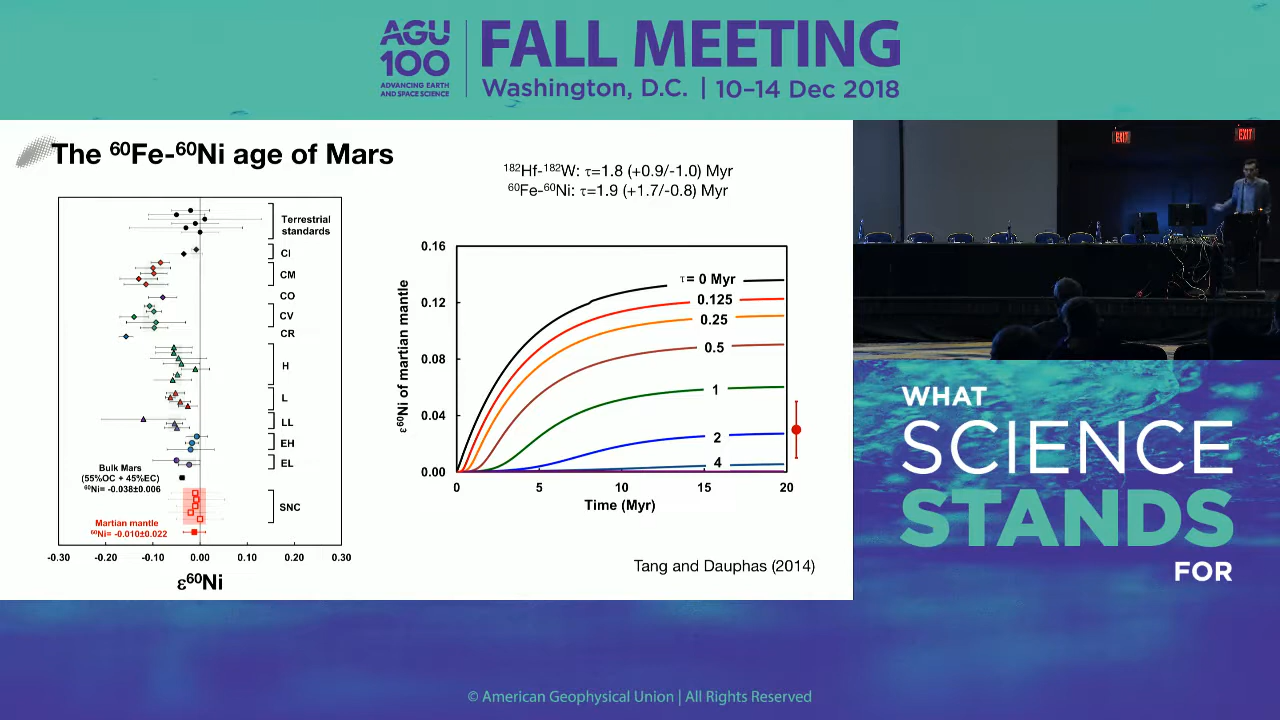 AGU
100
ADVANCING EARTH
AND SPACE SCIENCE
FALL MEETING
Washington, D.C. | 10–14 Dec 2018
The ⁶⁰Fe-⁶⁰Ni age of Mars
¹⁸²Hf-¹⁸²W: τ=1.8 (+0.9/-1.0) Myr
⁶⁰Fe-⁶⁰Ni: τ=1.9 (+1.7/-0.8) Myr
Terrestrial
standards
CI
CM
CO
CV
CR
H
L
LL
EH
EL
SNC
Bulk Mars
(55%OC + 45%EC)
⁶⁰Ni= -0.038±0.006
Martian mantle
⁶⁰Ni= -0.010±0.022
-0.30 -0.20 -0.10 0.00 0.10 0.20 0.30
ε⁶⁰Ni
ε⁶⁰Ni of martian mantle
0.16
0.12
0.08
0.04
0.00
τ= 0 Myr
0.125
0.25
0.5
1
2
4
0 5 10 15 20
Time (Myr)
Tang and Dauphas (2014)
EXIT
EXIT
WHAT
SCIENCE
STANDS
FOR
© American Geophysical Union | All Rights Reserved